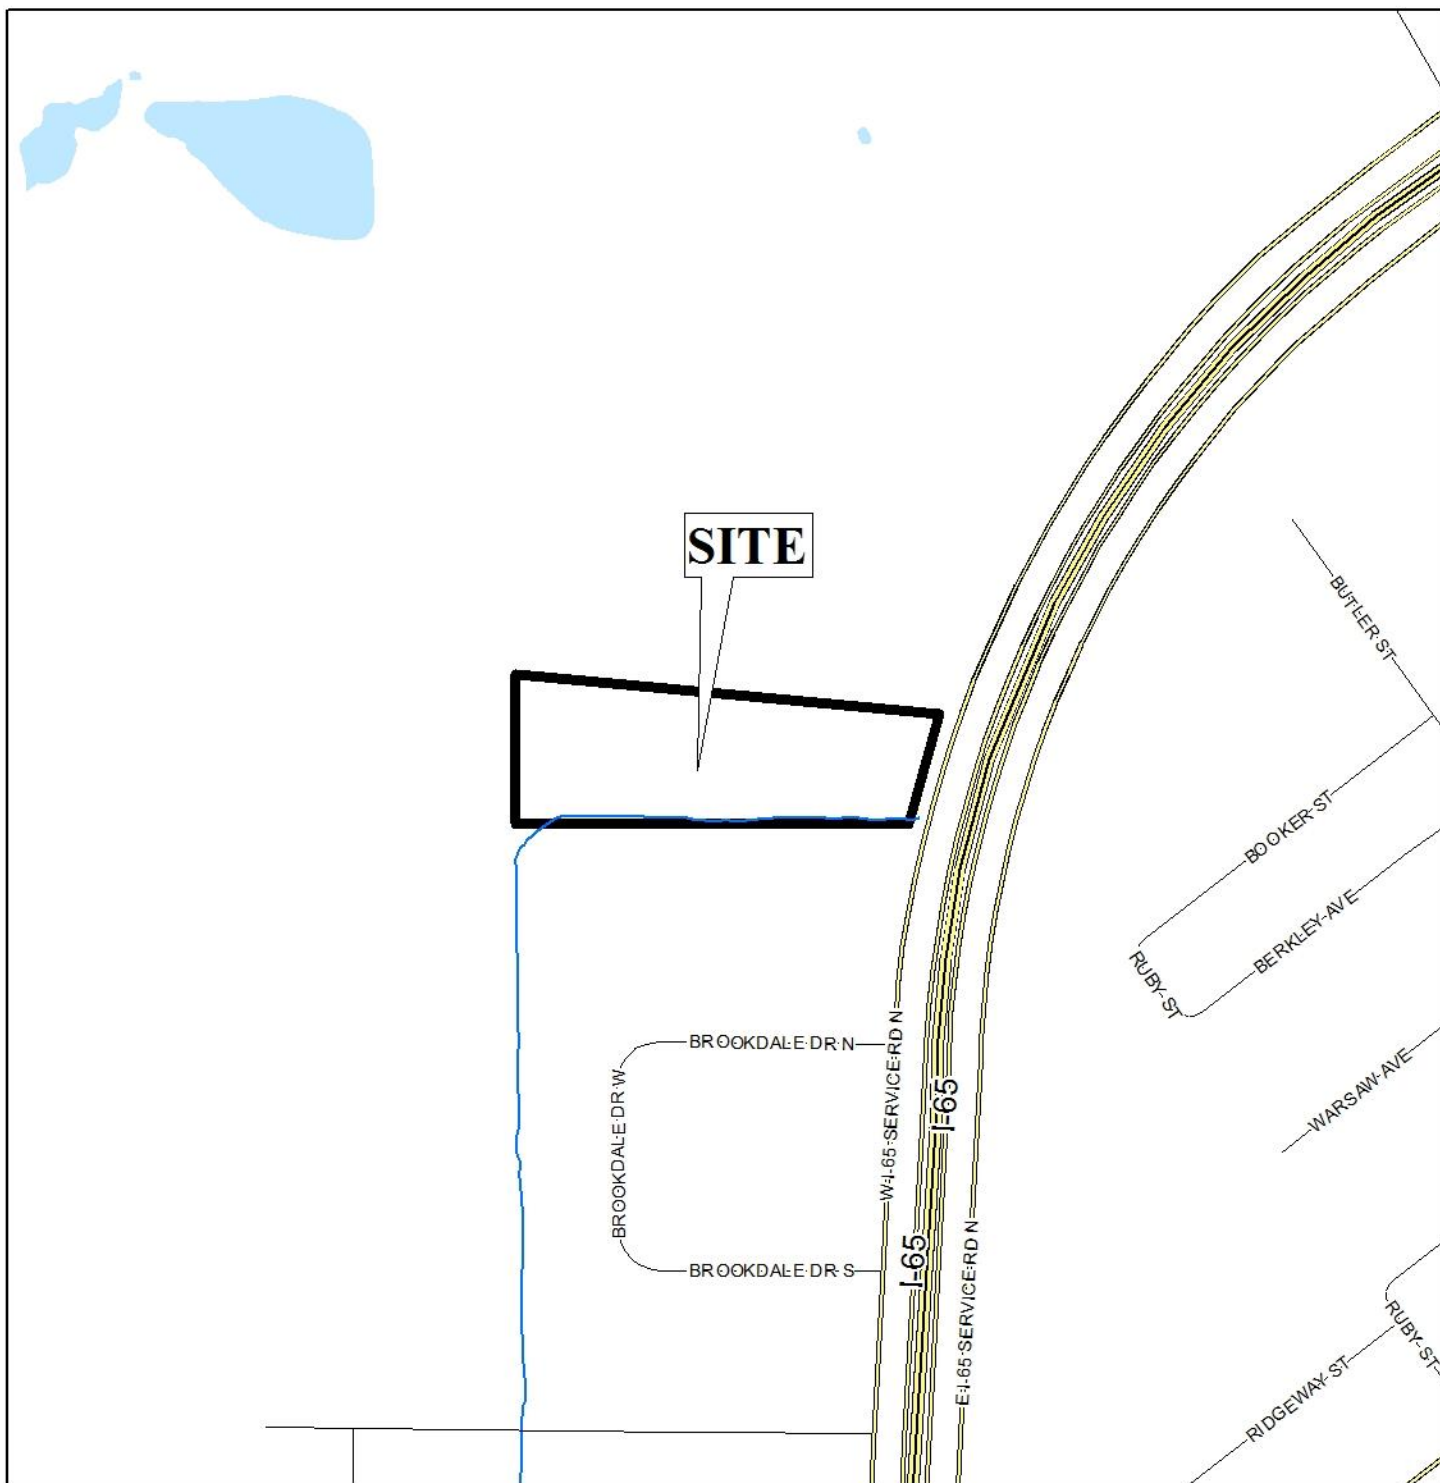 SITE
BUTLER ST
BOOKER ST
BERKLEY AVE
RUBY ST
BROOKDALE DR N
W I-65 SERVICE RD N
I-65
WARSAW AVE
BROOKDALE DR W
I-65
BROOKDALE DR S
E I-65 SERVICE RD N
RUBY ST
RIDGEWAY ST